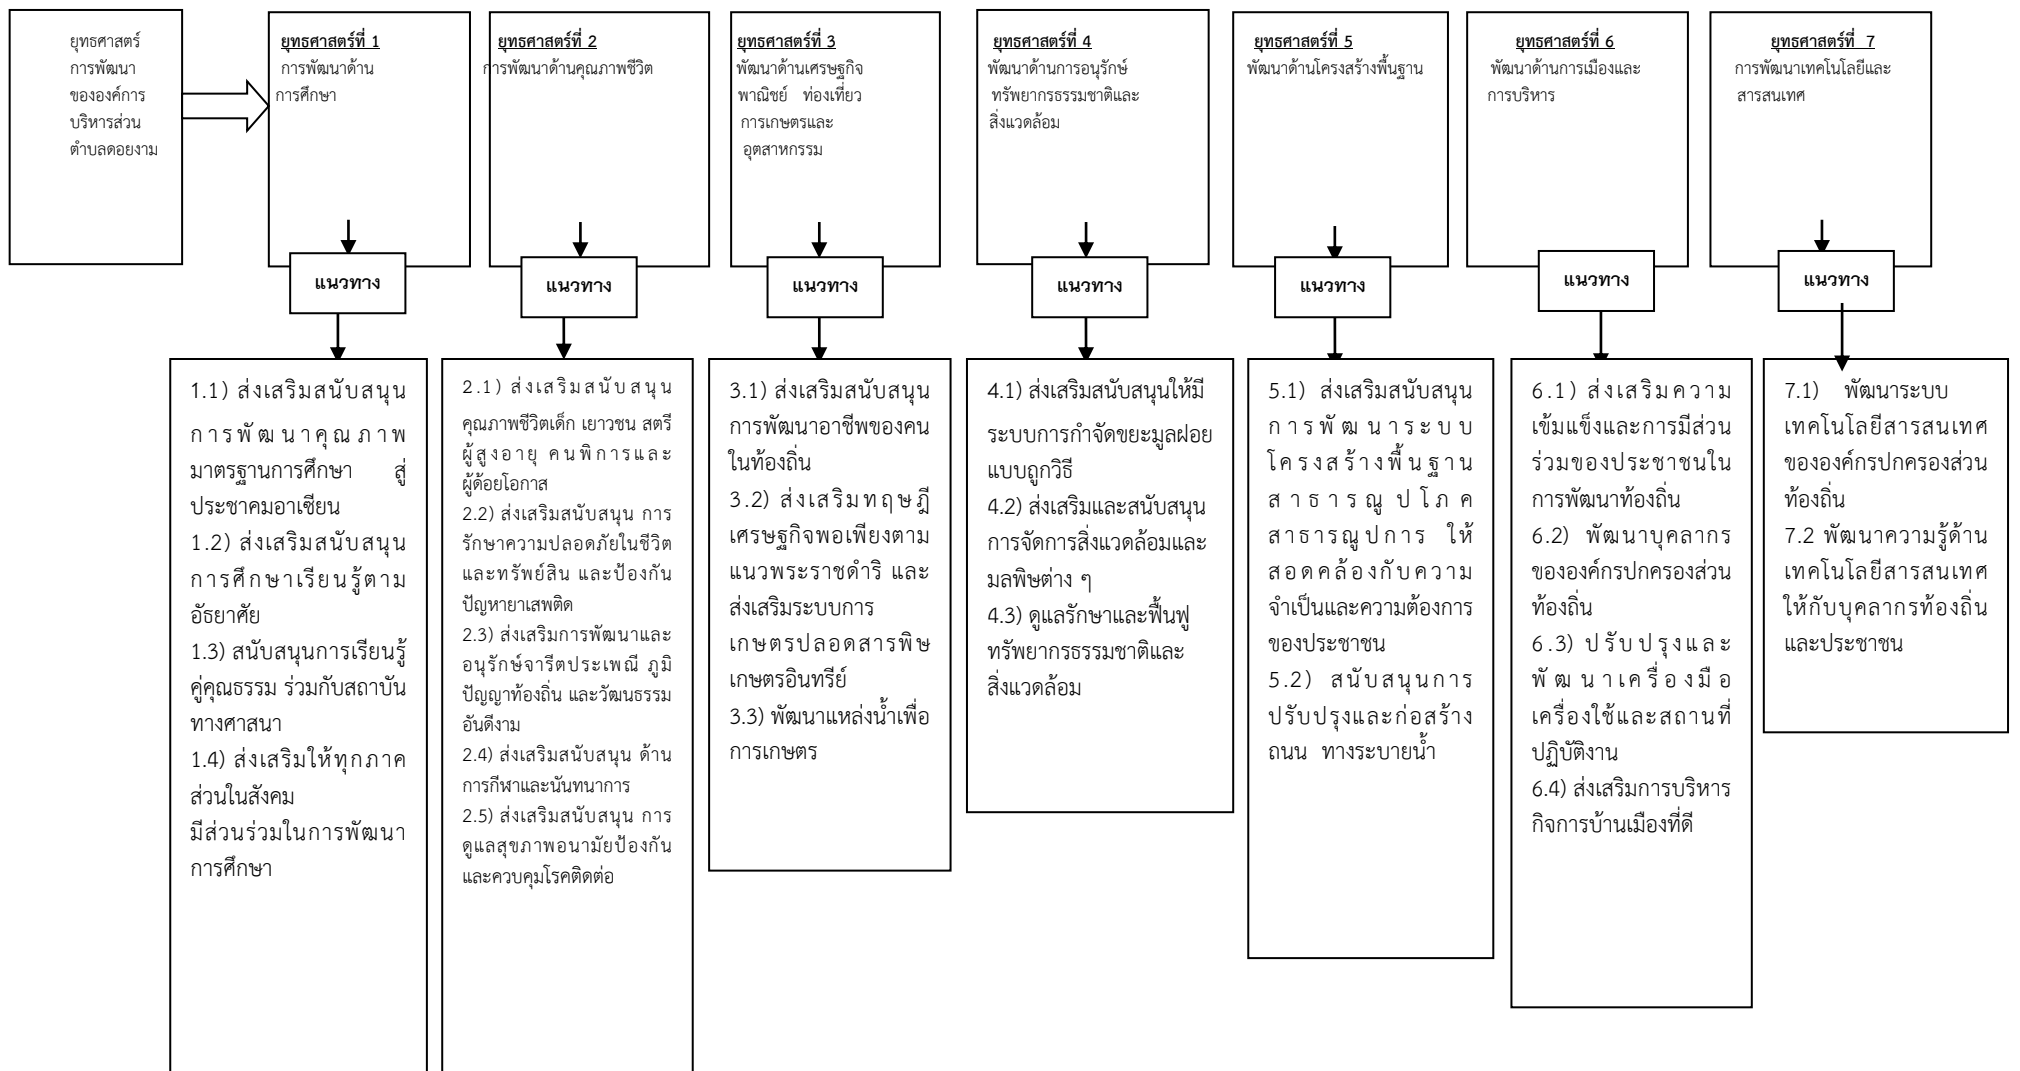 ยุทธศาสตร์
การพัฒนา
ขององค์การ
บริหารส่วน
ตำบลดอยงาม
ยุทธศาสตร์ที่ 1
การพัฒนาด้าน
การศึกษา
ยุทธศาสตร์ที่ 2
การพัฒนาด้านคุณภาพชีวิต
ยุทธศาสตร์ที่ 3
พัฒนาด้านเศรษฐกิจ
พาณิชย์ ท่องเที่ยว
การเกษตรและ
อุตสาหกรรม
ยุทธศาสตร์ที่ 4
พัฒนาด้านการอนุรักษ์
ทรัพยากรธรรมชาติและ
สิ่งแวดล้อม
ยุทธศาสตร์ที่ 5
พัฒนาด้านโครงสร้างพื้นฐาน
ยุทธศาสตร์ที่ 6
พัฒนาด้านการเมืองและ
การบริหาร
ยุทธศาสตร์ที่ 7
การพัฒนาเทคโนโลยีและ
สารสนเทศ
แนวทาง
แนวทาง
แนวทาง
แนวทาง
แนวทาง
แนวทาง
แนวทาง
1.1) ส่งเสริมสนับสนุน
การพัฒนาคุณภาพ
มาตรฐานการศึกษา สู่
ประชาคมอาเซียน
1.2) ส่งเสริมสนับสนุน
การศึกษาเรียนรู้ตาม
อัธยาศัย
1.3) สนับสนุนการเรียนรู้
คู่คุณธรรม ร่วมกับสถาบัน
ทางศาสนา
1.4) ส่งเสริมให้ทุกภาค
ส่วนในสังคม
มีส่วนร่วมในการพัฒนา
การศึกษา
2.1) ส่งเสริมสนับสนุน
คุณภาพชีวิตเด็ก เยาวชน สตรี
ผู้สูงอายุ คนพิการและ
ผู้ด้อยโอกาส
2.2) ส่งเสริมสนับสนุน การ
รักษาความปลอดภัยในชีวิต
และทรัพย์สิน และป้องกัน
ปัญหายาเสพติด
2.3) ส่งเสริมการพัฒนาและ
อนุรักษ์จารีตประเพณี ภูมิ
ปัญญาท้องถิ่น และวัฒนธรรม
อันดีงาม
2.4) ส่งเสริมสนับสนุน ด้าน
การกีฬาและนันทนาการ
2.5) ส่งเสริมสนับสนุน การ
ดูแลสุขภาพอนามัยป้องกัน
และควบคุมโรคติดต่อ
3.1) ส่งเสริมสนับสนุน
การพัฒนาอาชีพของคน
ในท้องถิ่น
3.2) ส่งเสริมทฤษฎี
เศรษฐกิจพอเพียงตาม
แนวพระราชดำริ และ
ส่งเสริมระบบการ
เกษตรปลอดสารพิษ
เกษตรอินทรีย์
3.3) พัฒนาแหล่งน้ำเพื่อ
การเกษตร
4.1) ส่งเสริมสนับสนุนให้มี
ระบบการกำจัดขยะมูลฝอย
แบบถูกวิธี
4.2) ส่งเสริมและสนับสนุน
การจัดการสิ่งแวดล้อมและ
มลพิษต่าง ๆ
4.3) ดูแลรักษาและฟื้นฟู
ทรัพยากรธรรมชาติและ
สิ่งแวดล้อม
5.1) ส่งเสริมสนับสนุน
การพัฒนาระบบ
โครงสร้างพื้นฐาน
สาธารณูปโภค
สาธารณูปการ ให้
สอดคล้องกับความ
จำเป็นและความต้องการ
ของประชาชน
5.2) สนับสนุนการ
ปรับปรุงและก่อสร้าง
ถนน ทางระบายน้ำ
6.1) ส่งเสริมความ
เข้มแข็งและการมีส่วน
ร่วมของประชาชนใน
การพัฒนาท้องถิ่น
6.2) พัฒนาบุคลากร
ขององค์กรปกครองส่วน
ท้องถิ่น
6.3) ปรับปรุงและ
พัฒนาเครื่องมือ
เครื่องใช้และสถานที่
ปฏิบัติงาน
6.4) ส่งเสริมการบริหาร
กิจการบ้านเมืองที่ดี
7.1) พัฒนาระบบ
เทคโนโลยีสารสนเทศ
ขององค์กรปกครองส่วน
ท้องถิ่น
7.2 พัฒนาความรู้ด้าน
เทคโนโลยีสารสนเทศ
ให้กับบุคลากรท้องถิ่น
และประชาชน